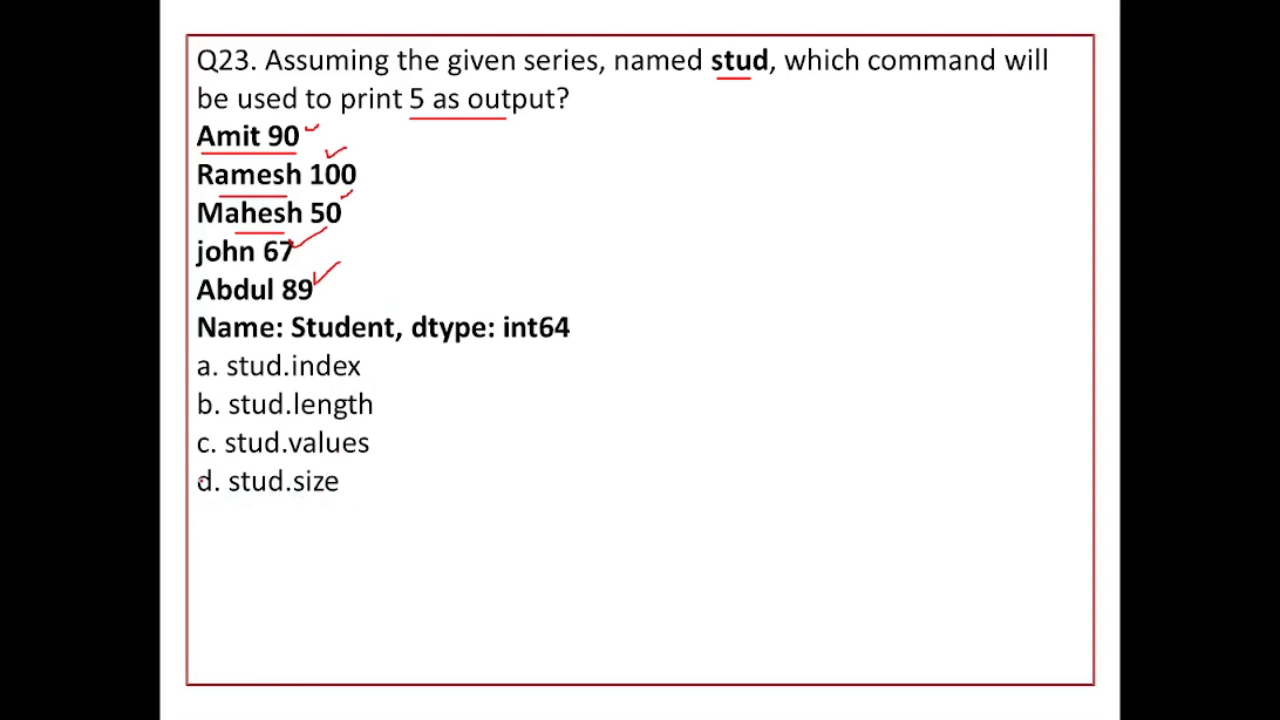 Q23. Assuming the given series, named stud, which command will
be used to print 5 as output?
Amit 90
Ramesh 100
Mahesh 50
john 67
Abdul 89
Name: Student, dtype: int64
a. stud.index
b. stud.length
c. stud.values
d. stud.size